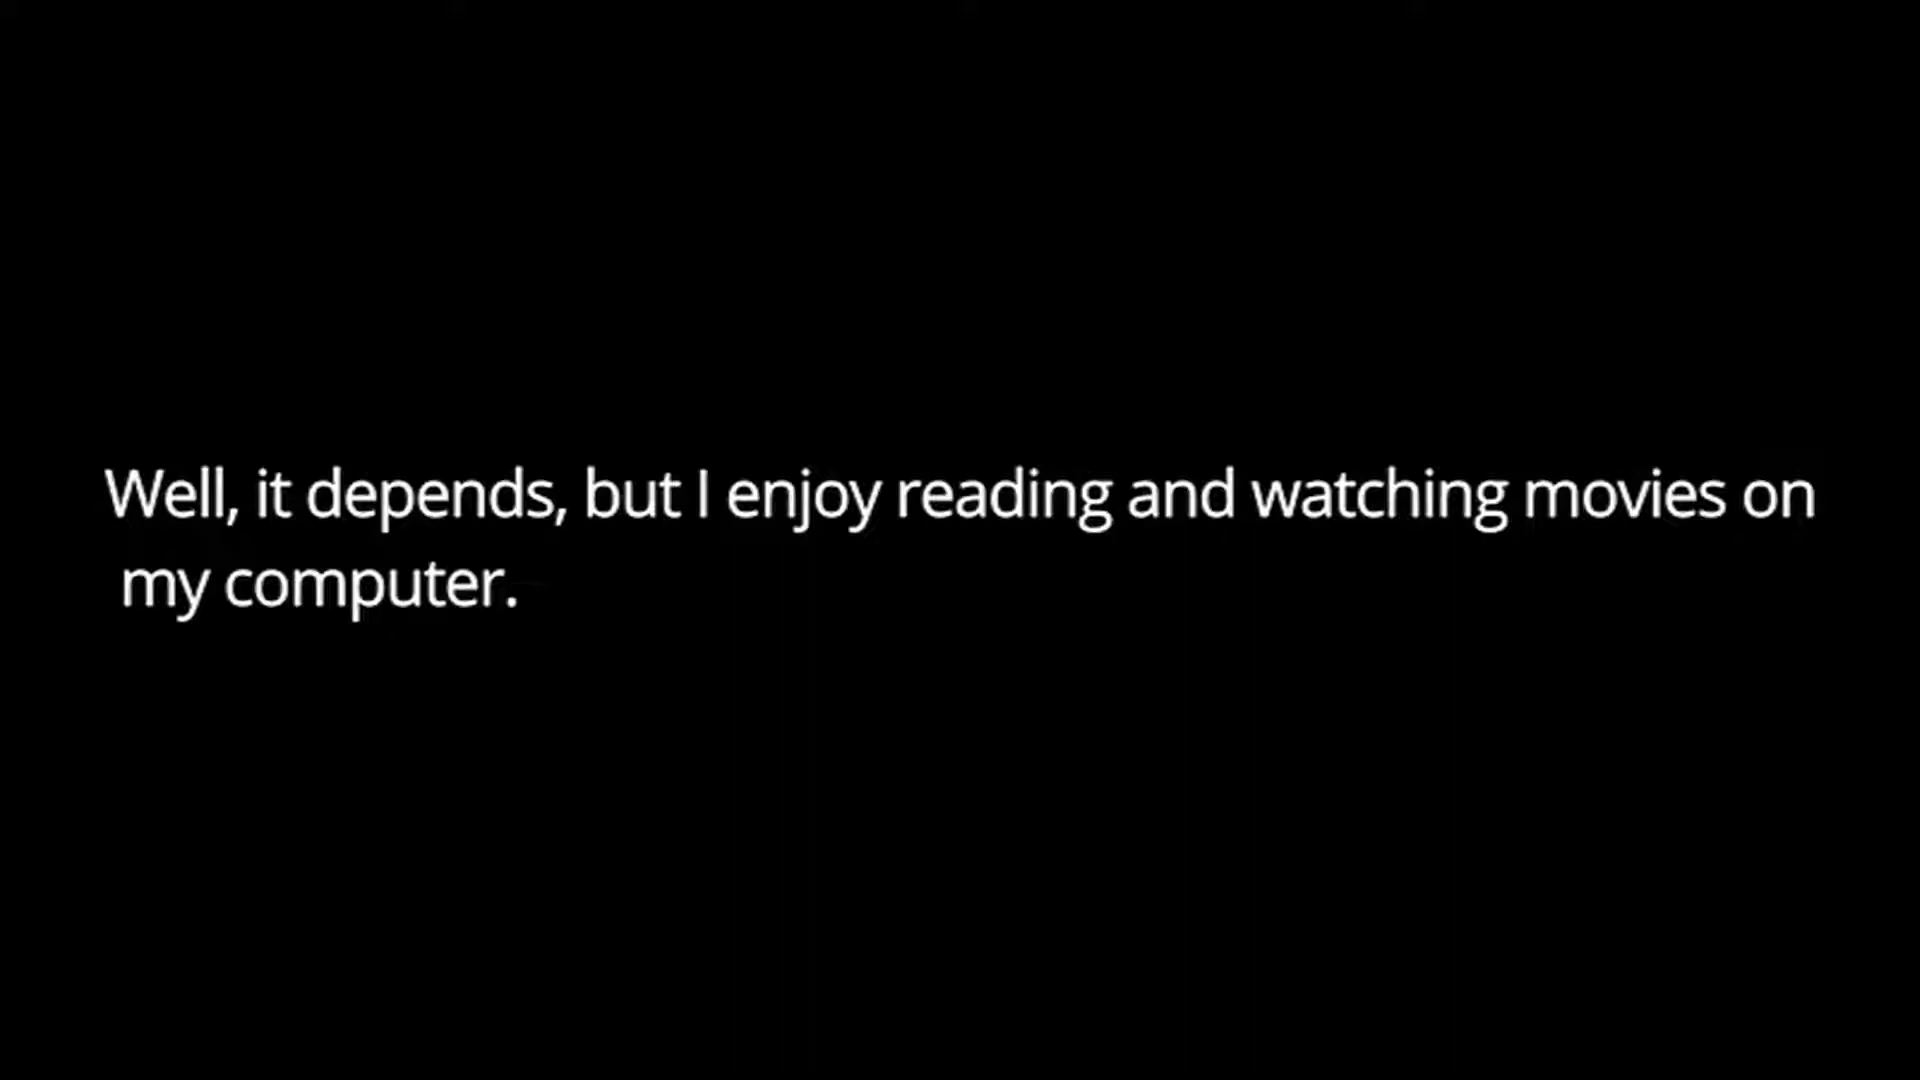 Well, it depends, but I enjoy reading and watching movies on
my computer.